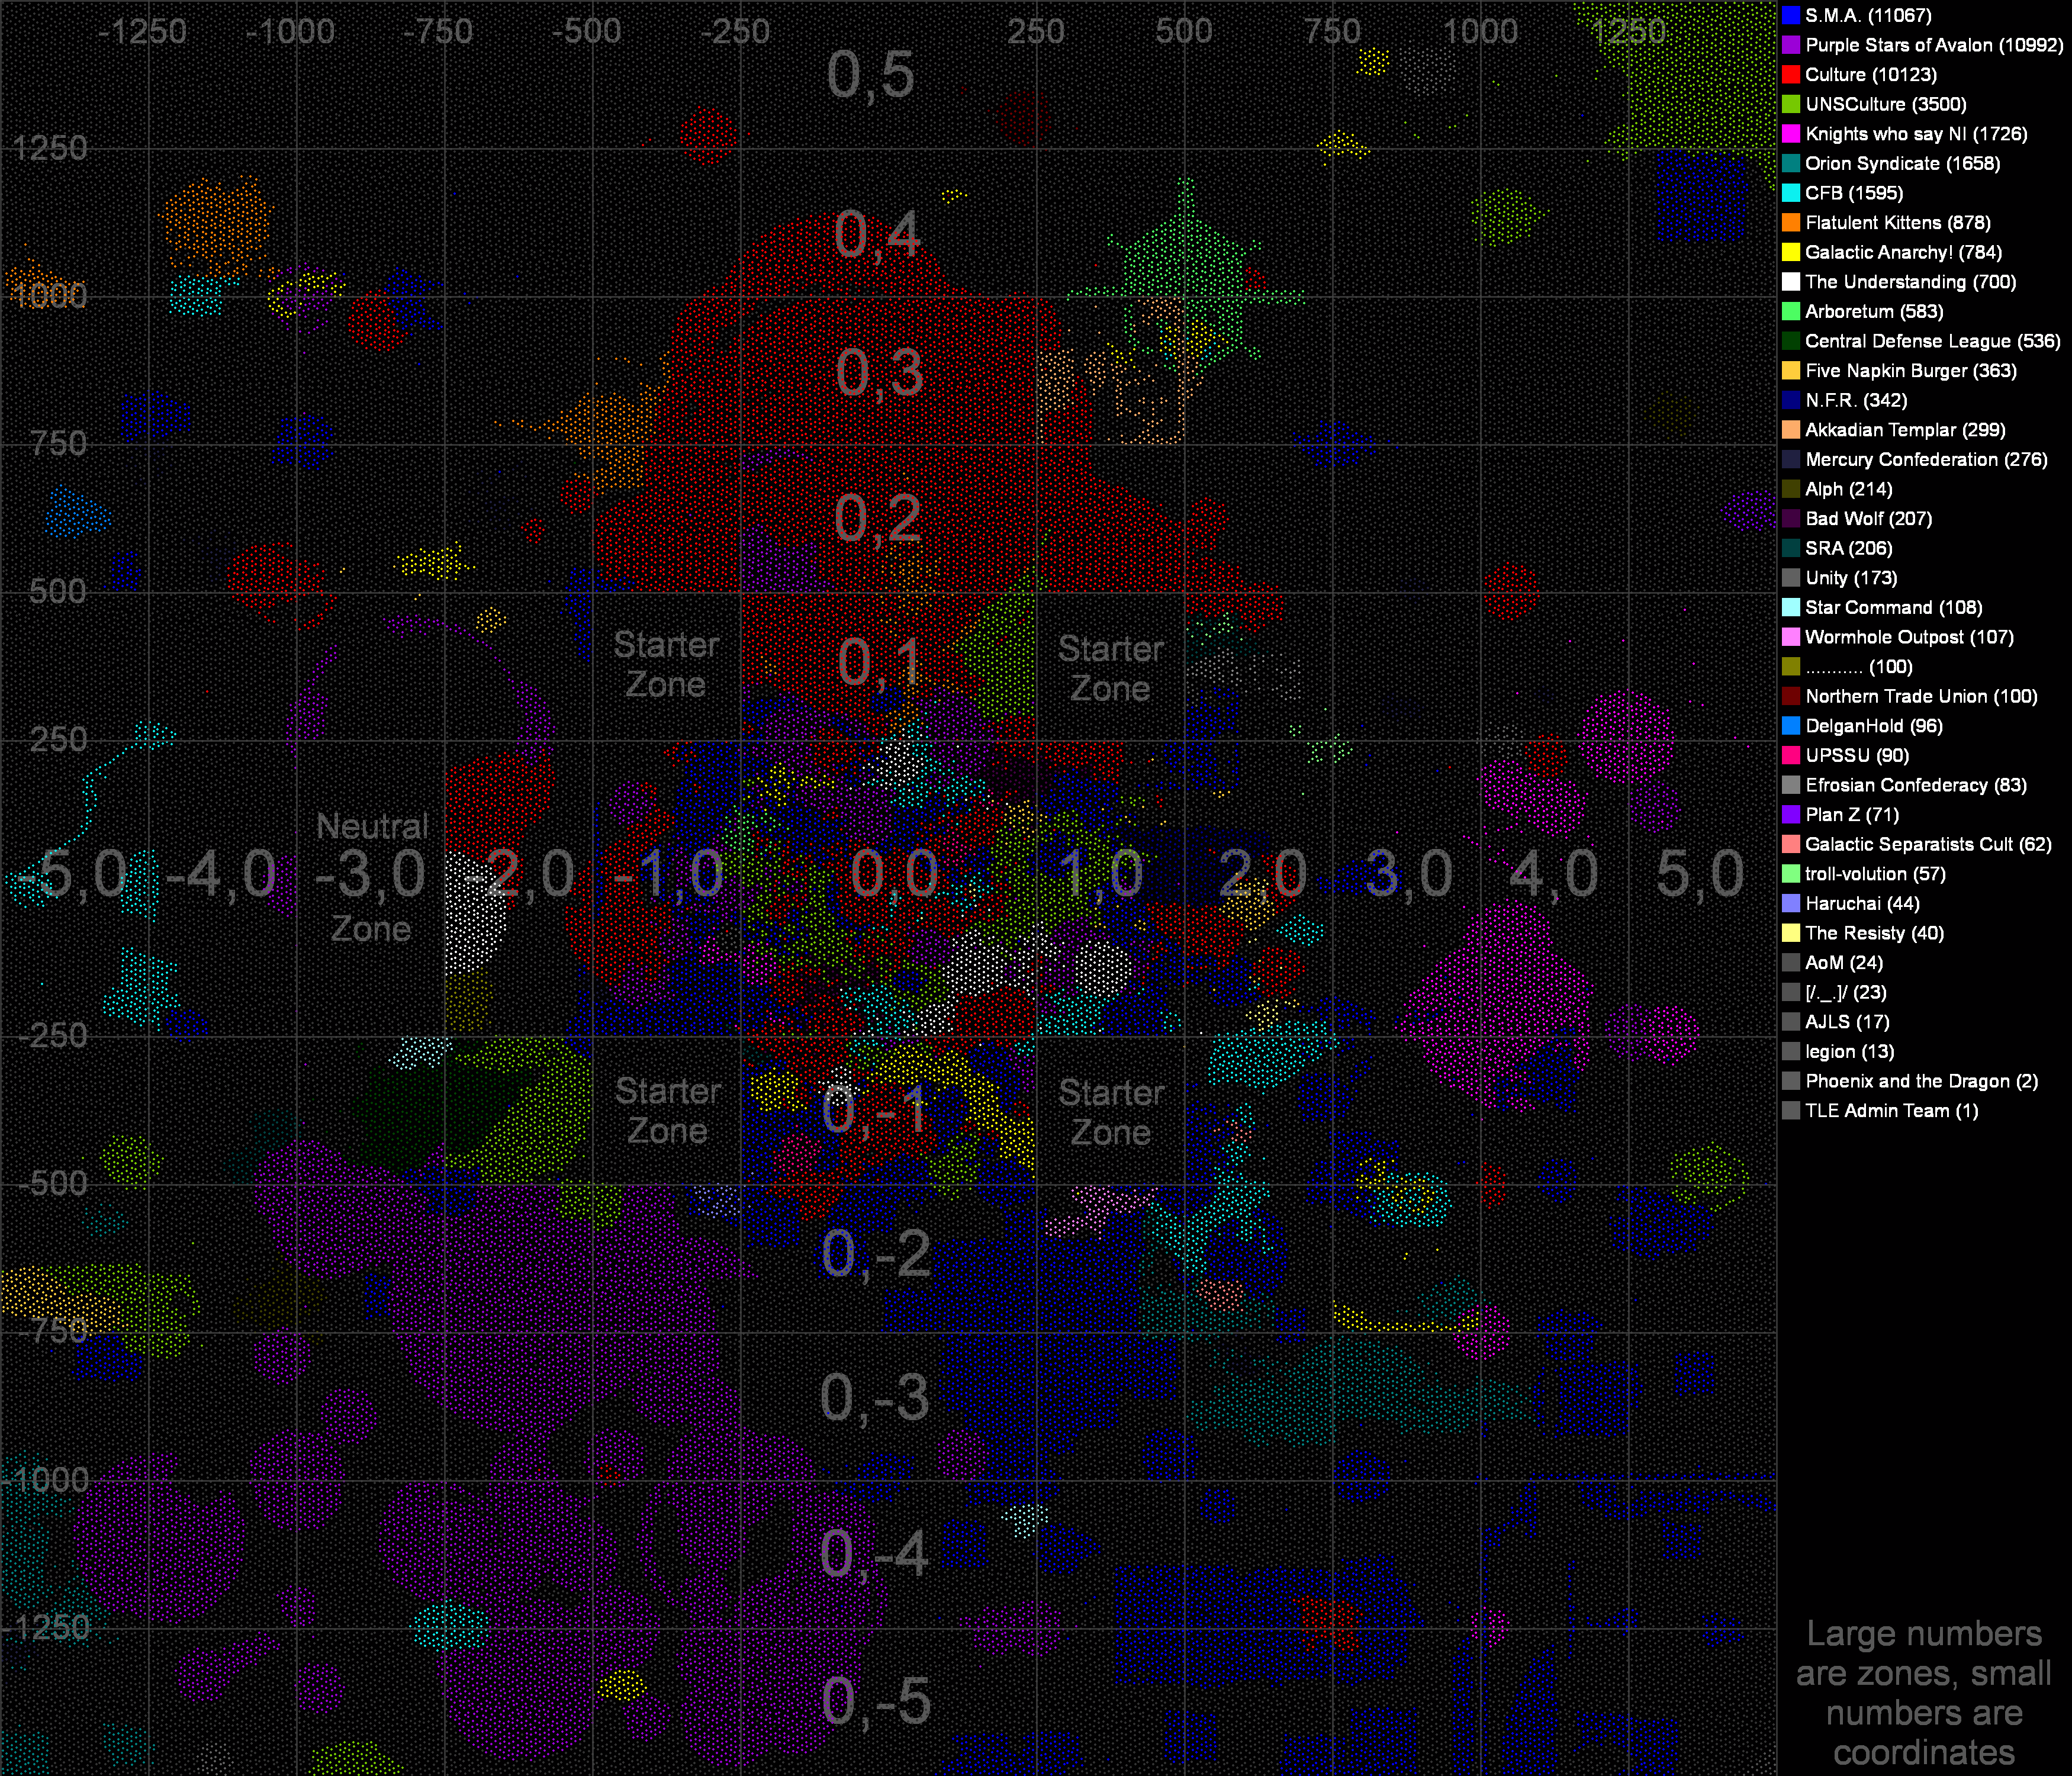 -1250 -1000 -750 -500 -250 250 500 750 1000 1250
0,5
1250
0,4
1000
0,3
750
0,2
500
Starter
Zone
0,1
Starter
Zone
250
Neutral
Zone
-5,0 -4,0 -3,0 -2,0 -1,0 0,0 1,0 2,0 3,0 4,0 5,0
-250
Starter
Zone
0,-1
Starter
Zone
-500
0,-2
-750
0,-3
-1000
0,-4
-1250
0,-5
S.M.A. (11067)
Purple Stars of Avalon (10992)
Culture (10123)
UNSCulture (3500)
Knights who say NI (1726)
Orion Syndicate (1658)
CFB (1595)
Flatulent Kittens (878)
Galactic Anarchy! (784)
The Understanding (700)
Arboretum (583)
Central Defense League (536)
Five Napkin Burger (363)
N.F.R. (342)
Akkadian Templar (299)
Mercury Confederation (276)
Alph (214)
Bad Wolf (207)
SRA (206)
Unity (173)
Star Command (108)
Wormhole Outpost (107)
........... (100)
Northern Trade Union (100)
DelganHold (96)
UPSSU (90)
Efrosian Confederacy (83)
Plan Z (71)
Galactic Separatists Cult (62)
troll-volution (57)
Haruchai (44)
The Resisty (40)
AoM (24)
[/._.]/ (23)
AJLS (17)
legion (13)
Phoenix and the Dragon (2)
TLE Admin Team (1)
Large numbers
are zones, small
numbers are
coordinates